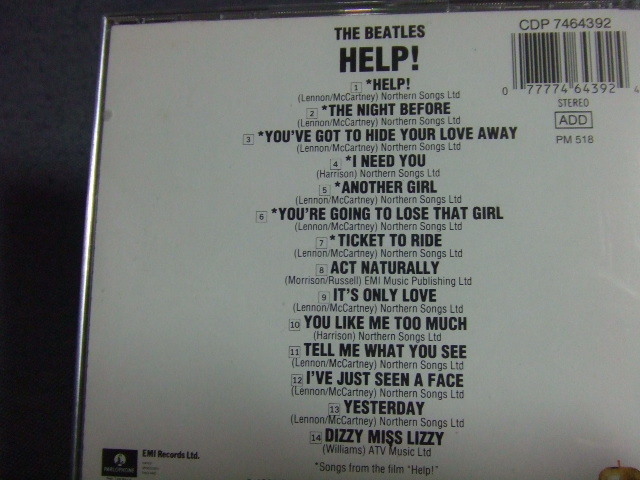 THE BEATLES
HELP!
1 *HELP!
(Lennon/McCartney) Northern Songs Ltd
2 *THE NIGHT BEFORE
(Lennon/McCartney) Northern Songs Ltd
3 *YOU'VE GOT TO HIDE YOUR LOVE AWAY
(Lennon/McCartney) Northern Songs Ltd
4 *I NEED YOU
(Harrison) Northern Songs Ltd
5 *ANOTHER GIRL
(Lennon/McCartney) Northern Songs Ltd
6 *YOU'RE GOING TO LOSE THAT GIRL
(Lennon/McCartney) Northern Songs Ltd
7 *TICKET TO RIDE
(Lennon/McCartney) Northern Songs Ltd
8 ACT NATURALLY
(Morrison/Russell) EMI Music Publishing Ltd
9 IT'S ONLY LOVE
(Lennon/McCartney) Northern Songs Ltd
10 YOU LIKE ME TOO MUCH
(Harrison) Northern Songs Ltd
11 TELL ME WHAT YOU SEE
(Lennon/McCartney) Northern Songs Ltd
12 I'VE JUST SEEN A FACE
(Lennon/McCartney) Northern Songs Ltd
13 YESTERDAY
(Lennon/McCartney) Northern Songs Ltd
14 DIZZY MISS LIZZY
(Williams) ATV Music Ltd
*Songs from the film "Help!"
CDP 7464392
0 77774 64392 4
STEREO
ADD
PM 518
PARLOPHONE
EMI Records Ltd.